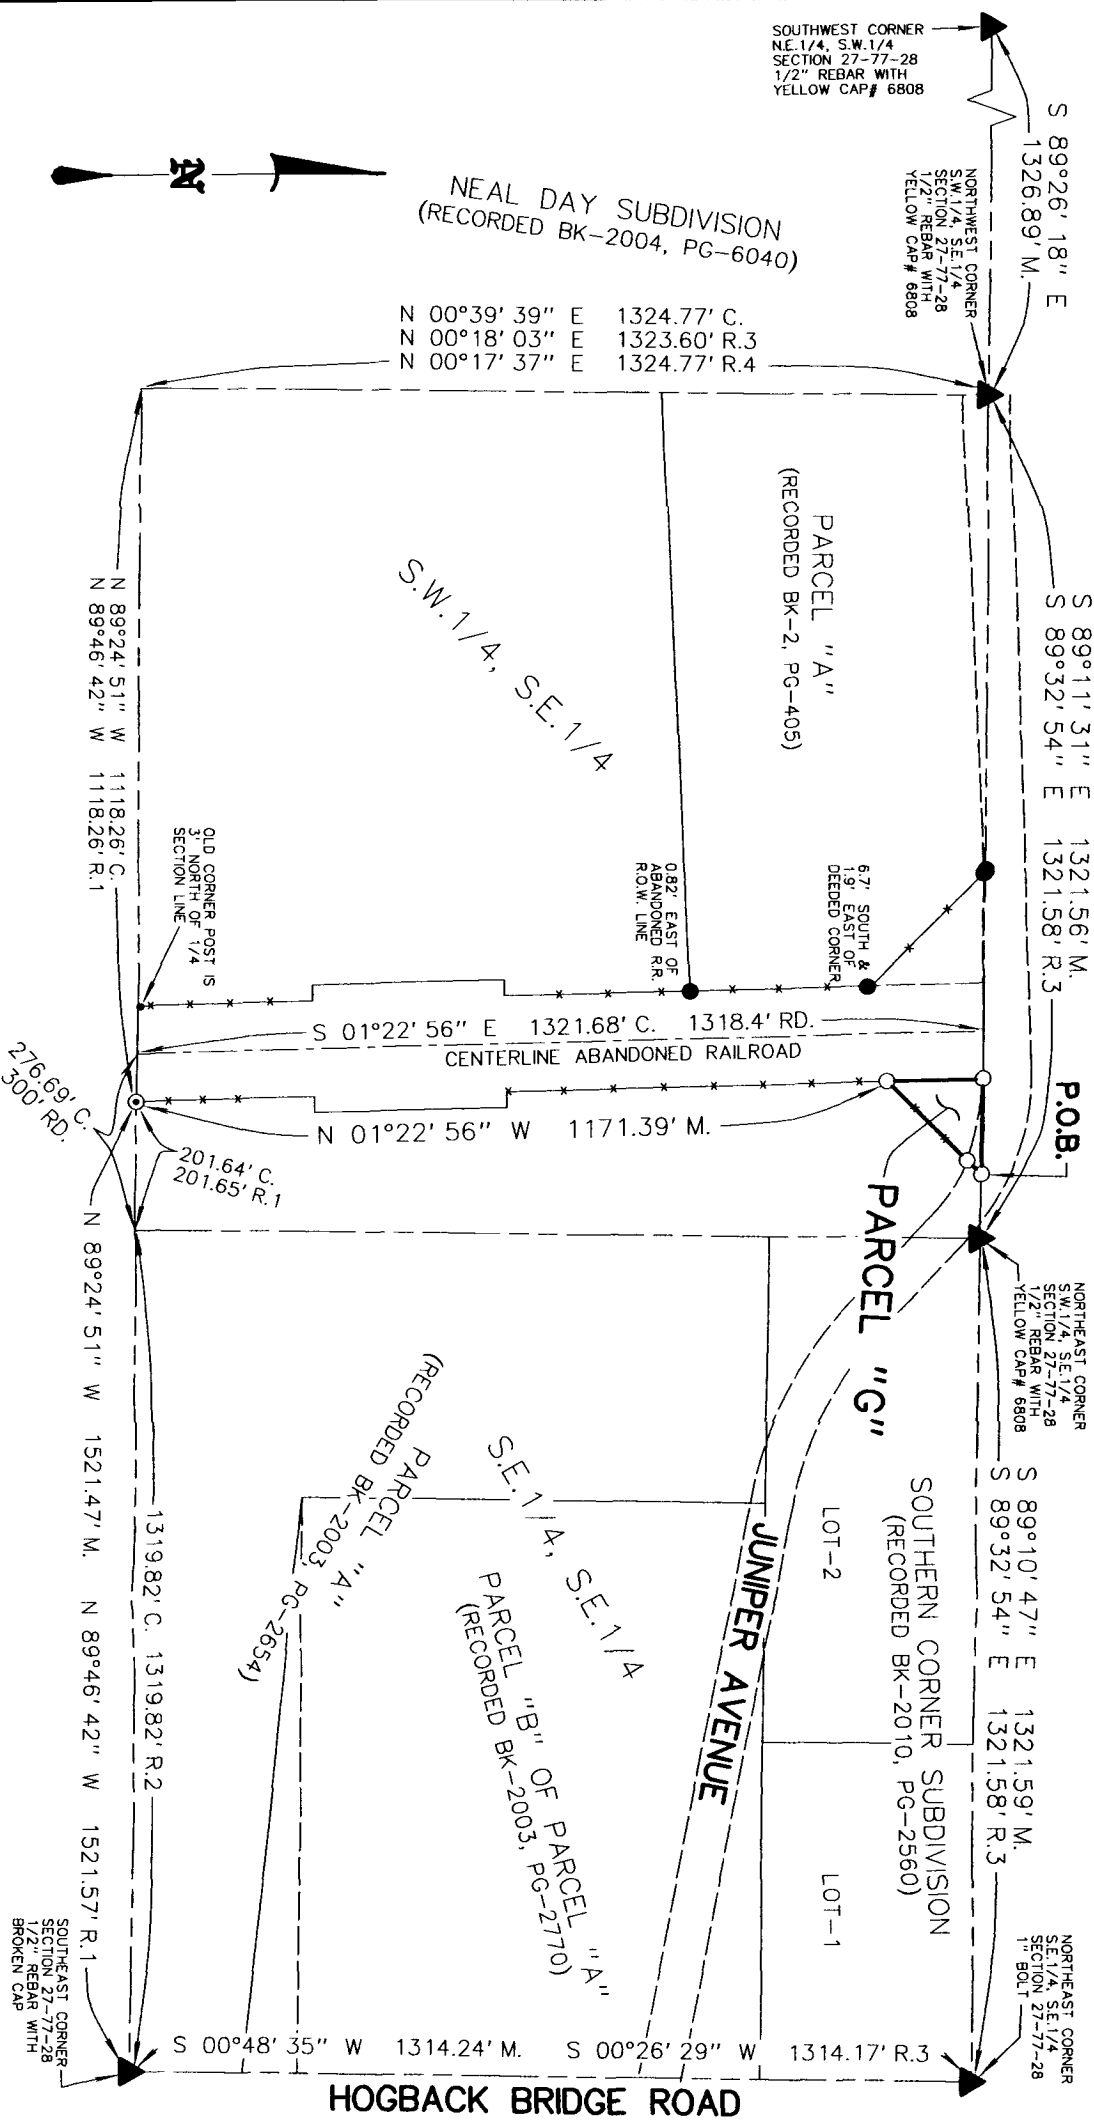 SOUTHWEST CORNER
N.E.1/4, S.W.1/4
SECTION 27-77-28
1/2" REBAR WITH
YELLOW CAP# 6808
S 89°26'18" E
1326.89' M.
NORTHWEST CORNER
S.W.1/4, S.E.1/4
SECTION 27-77-28
1/2" REBAR WITH
YELLOW CAP# 6808
N
NEAL DAY SUBDIVISION
(RECORDED BK-2004, PG-6040)
N 00°39'39" E 1324.77' C.
N 00°18'03" E 1323.60' R.3
N 00°17'37" E 1324.77' R.4
S 89°11'31" E 1321.56' M.
S 89°32'54" E 1321.58' R.3
PARCEL "A"
(RECORDED BK-2, PG-405)
S.W.1/4, S.E.1/4
N 89°24'51" W 1118.26' C.
N 89°46'42" W 1118.26' R.1
OLD CORNER POST IS
3' NORTH OF 1/4
SECTION LINE
0.82' EAST OF
ABANDONED R.R.
R.O.W. LINE
6.7' SOUTH &
1.9' EAST OF
DEEDED CORNER
S 01°22'56" E 1321.68' C. 1318.4' RD.
CENTERLINE ABANDONED RAILROAD
N 01°22'56" W 1171.39' M.
276.69' C.
300' RD.
201.64' C.
201.65' R.1
P.O.B.
PARCEL "G"
NORTHEAST CORNER
S.W.1/4, S.E.1/4
SECTION 27-77-28
1/2" REBAR WITH
YELLOW CAP# 6808
S 89°10'47" E 1321.59' M.
S 89°32'54" E 1321.58' R.3
SOUTHERN CORNER SUBDIVISION
(RECORDED BK-2010, PG-2560)
LOT-2
LOT-1
JUNIPER AVENUE
S.E.1/4, S.E.1/4
PARCEL "A"
(RECORDED BK-2003, PG-2654)
PARCEL "B" OF PARCEL "A"
(RECORDED BK-2003, PG-2770)
1319.82' C. 1319.82' R.2
N 89°24'51" W 1521.47' M. N 89°46'42" W 1521.57' R.1
NORTHEAST CORNER
S.E.1/4, S.E.1/4
SECTION 27-77-28
1" BOLT
SOUTHEAST CORNER
SECTION 27-77-28
1/2" REBAR WITH
BROKEN CAP
S 00°48'35" W 1314.24' M. S 00°26'29" W 1314.17' R.3
HOGBACK BRIDGE ROAD